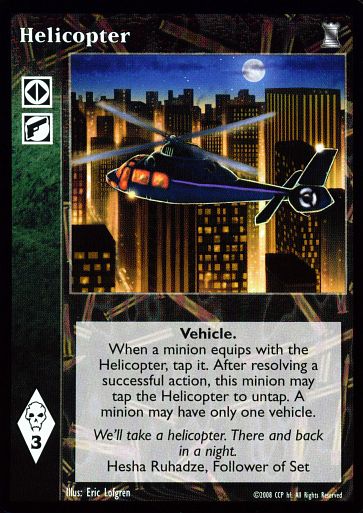 Helicopter
Vehicle.
When a minion equips with the
Helicopter, tap it. After resolving a
successful action, this minion may
tap the Helicopter to untap. A
minion may have only one vehicle.
We'll take a helicopter. There and back
in a night.
Hesha Ruhadze, Follower of Set
3
Illus: Eric Lofgren
©2008 CCP hf. All Rights Reserved